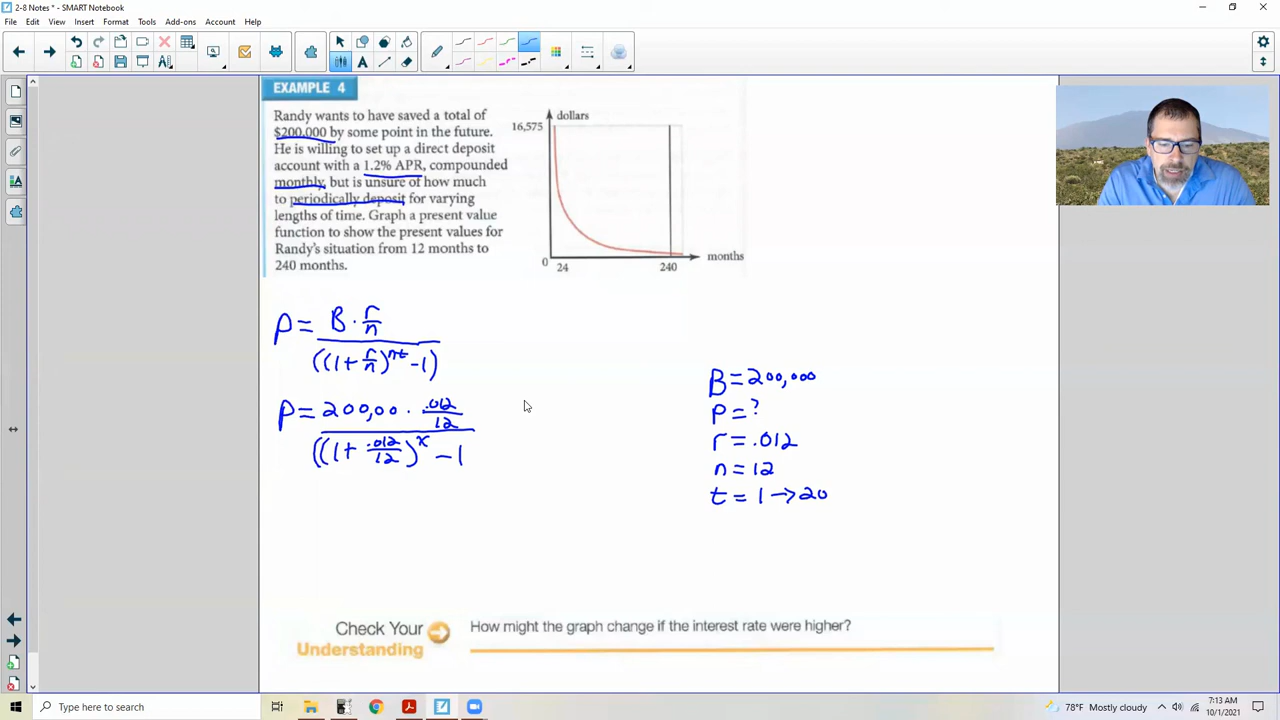 2-8 Notes * - SMART Notebook
File Edit View Insert Format Tools Add-ons Account Help
EXAMPLE 4
Randy wants to have saved a total of
$200,000 by some point in the future.
He is willing to set up a direct deposit
account with a 1.2% APR, compounded
monthly, but is unsure of how much
to periodically deposit for varying
lengths of time. Graph a present value
function to show the present values for
Randy's situation from 12 months to
240 months.
dollars
16,575
0 24 240 months
P = B · r/n
((1 + r/n)^nt - 1)
P = 200,00 · .012/12
((1 + .012/12)^x - 1
B = 200,000
P = ?
r = .012
n = 12
t = 1 → 20
Check Your
Understanding
How might the graph change if the interest rate were higher?
Type here to search
78°F Mostly cloudy
7:13 AM
10/1/2021